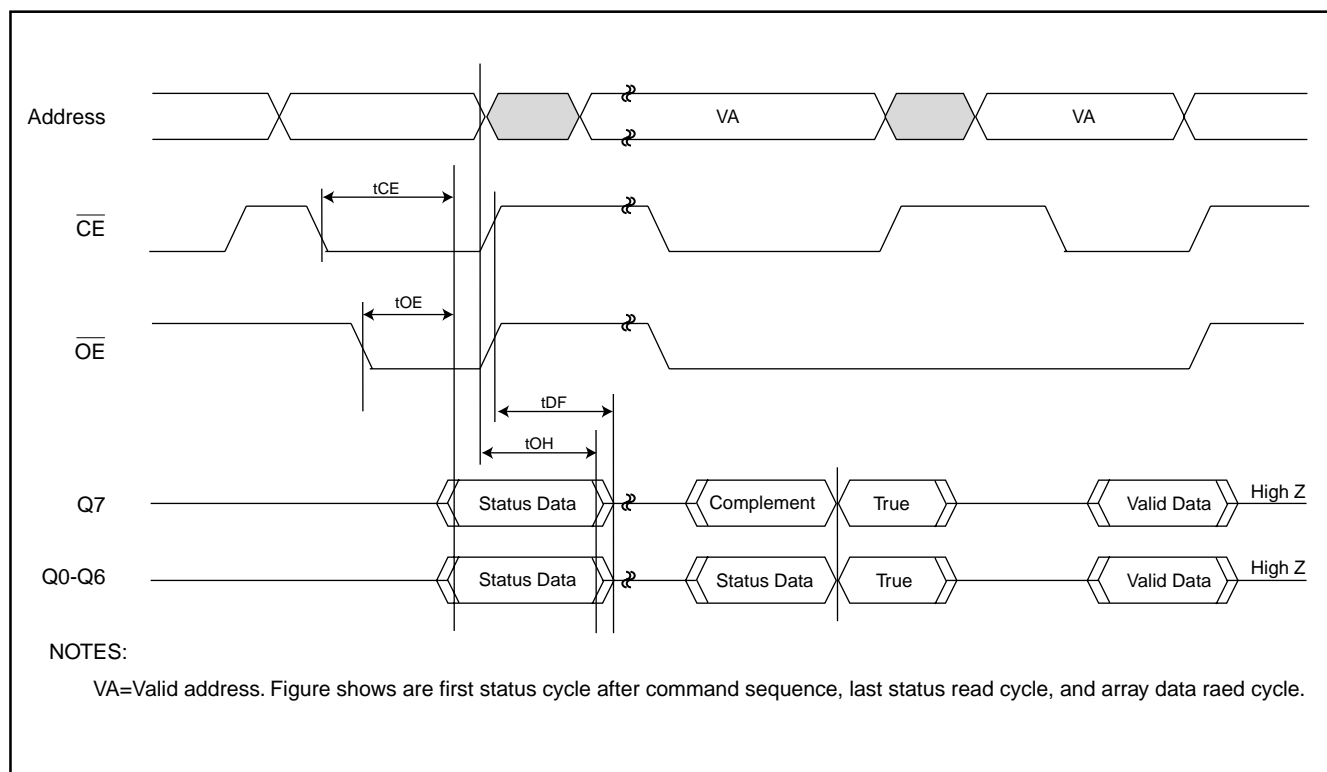 Address VA VA
tCE
CE
tOE
OE
tDF
tOH
Q7 Status Data Complement True Valid Data High Z
Q0-Q6 Status Data Status Data True Valid Data High Z
NOTES:
VA=Valid address. Figure shows are first status cycle after command sequence, last status read cycle, and array data raed cycle.